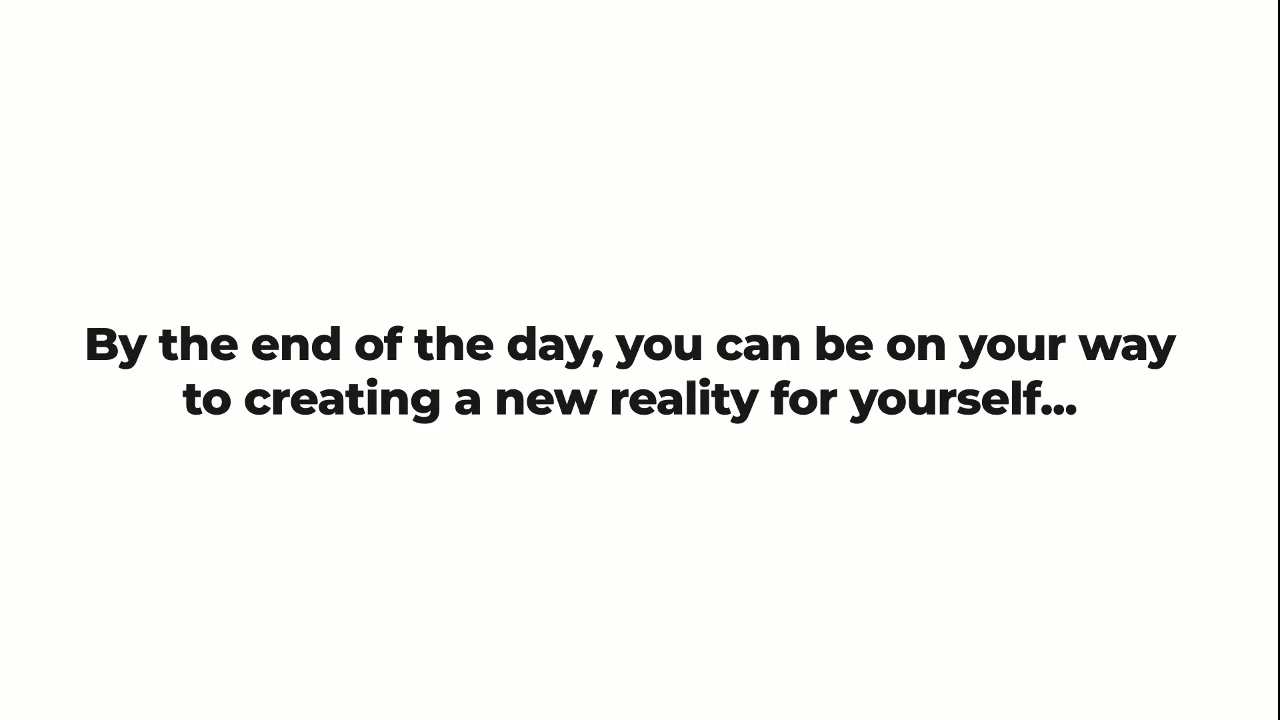 By the end of the day, you can be on your way
to creating a new reality for yourself...